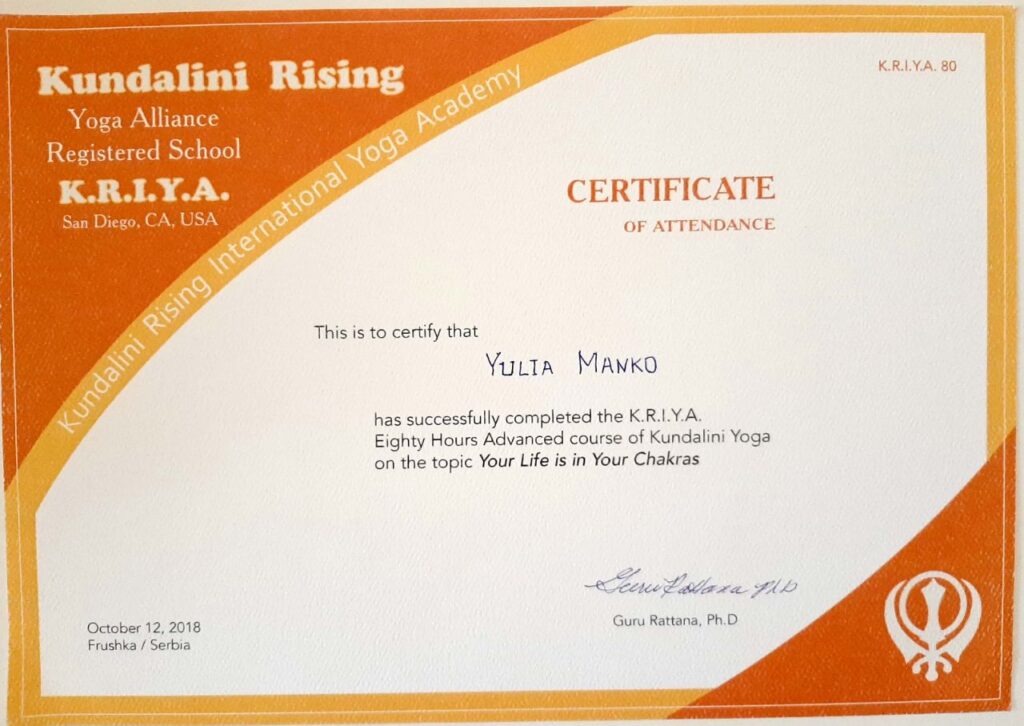 Kundalini Rising
Yoga Alliance
Registered School
K.R.I.Y.A.
San Diego, CA, USA
Kundalini Rising International Yoga Academy
K.R.I.Y.A. 80
CERTIFICATE
OF ATTENDANCE
This is to certify that
YULIA MANKO
has successfully completed the K.R.I.Y.A.
Eighty Hours Advanced course of Kundalini Yoga
on the topic Your Life is in Your Chakras
Guru Rattana PhD
Guru Rattana, Ph.D
October 12, 2018
Frushka / Serbia